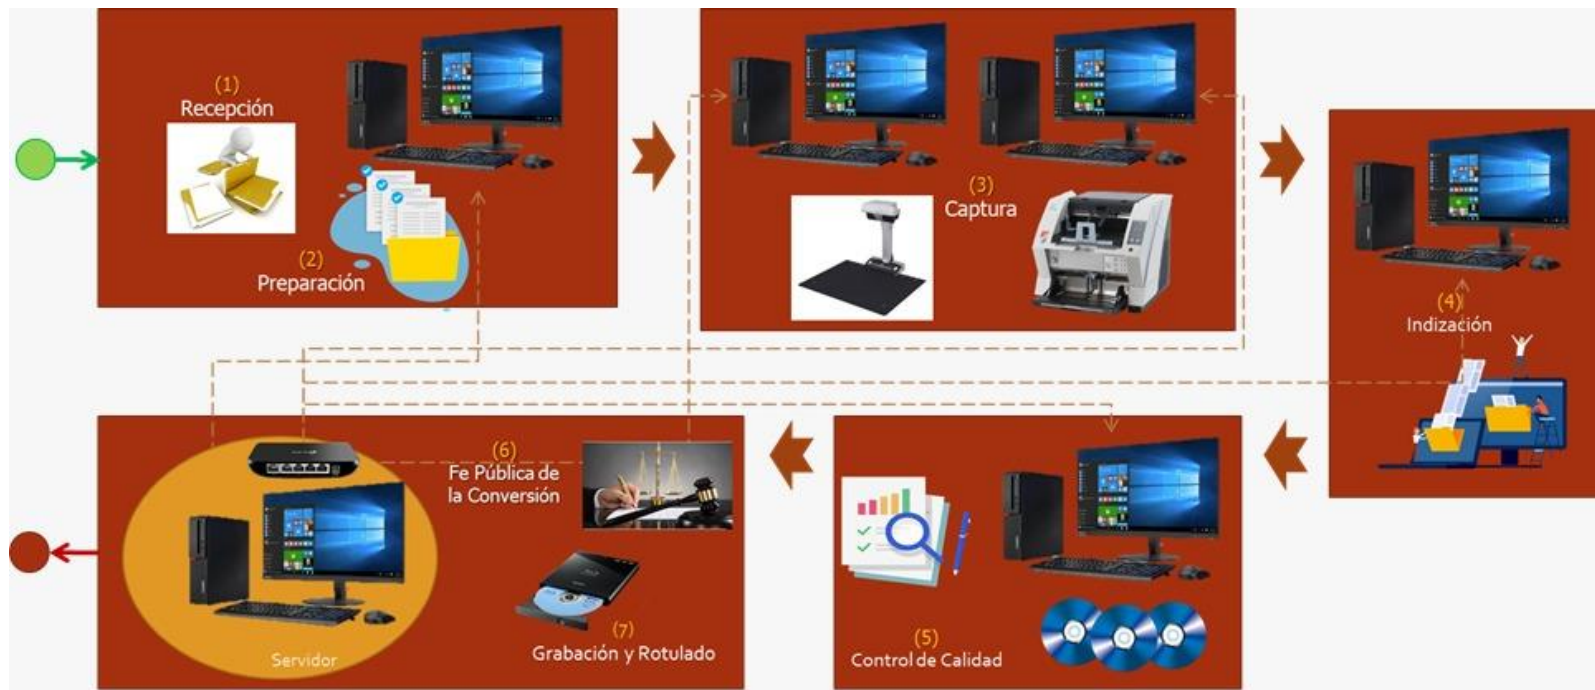 (1)
Recepción
(2)
Preparación
(3)
Captura
(4)
Indización
(5)
Control de Calidad
(6)
Fe Pública de
la Conversión
(7)
Grabación y Rotulado
Servidor